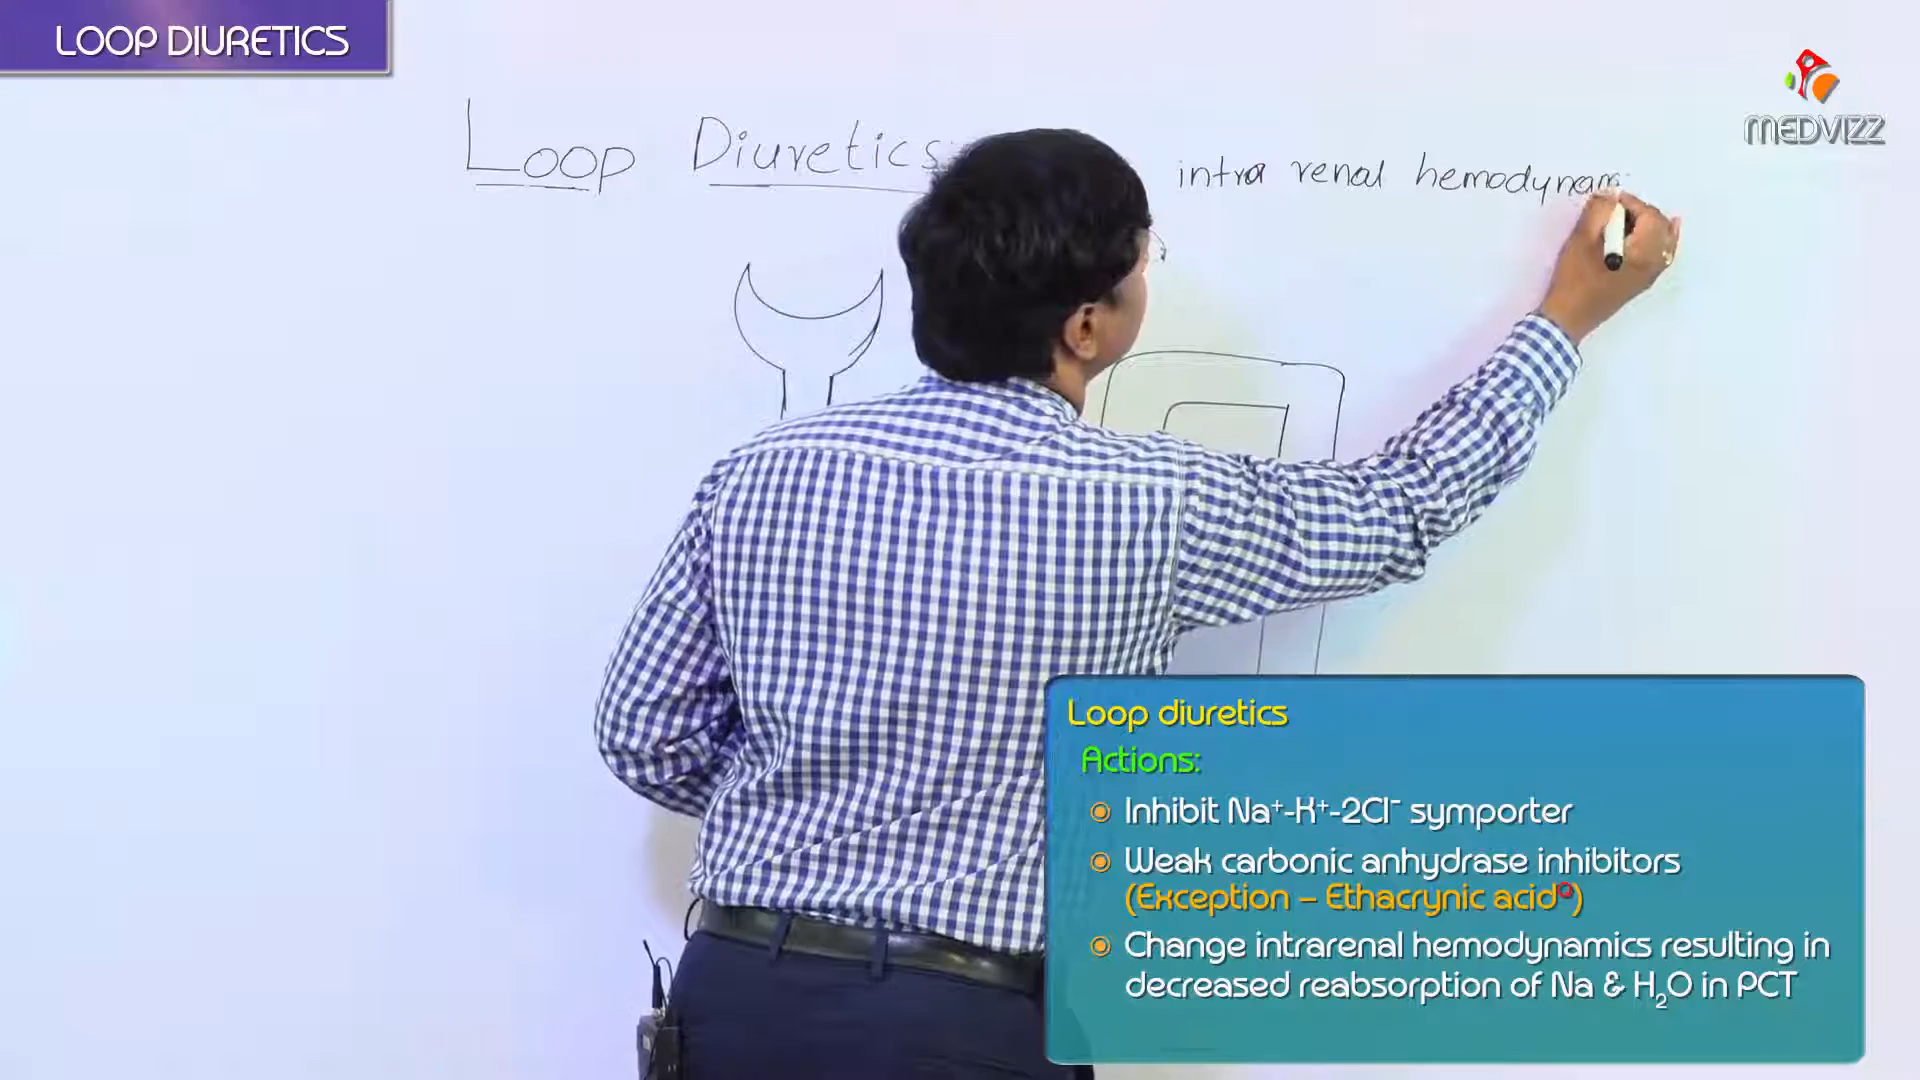 LOOP DIURETICS
MEDVIZZ
Loop Diuretics
intra renal hemodynam
Loop diuretics
Actions:
Inhibit Na⁺-K⁺-2Cl⁻ symporter
Weak carbonic anhydrase inhibitors
(Exception – Ethacrynic acidQ)
Change intrarenal hemodynamics resulting in
decreased reabsorption of Na & H₂O in PCT